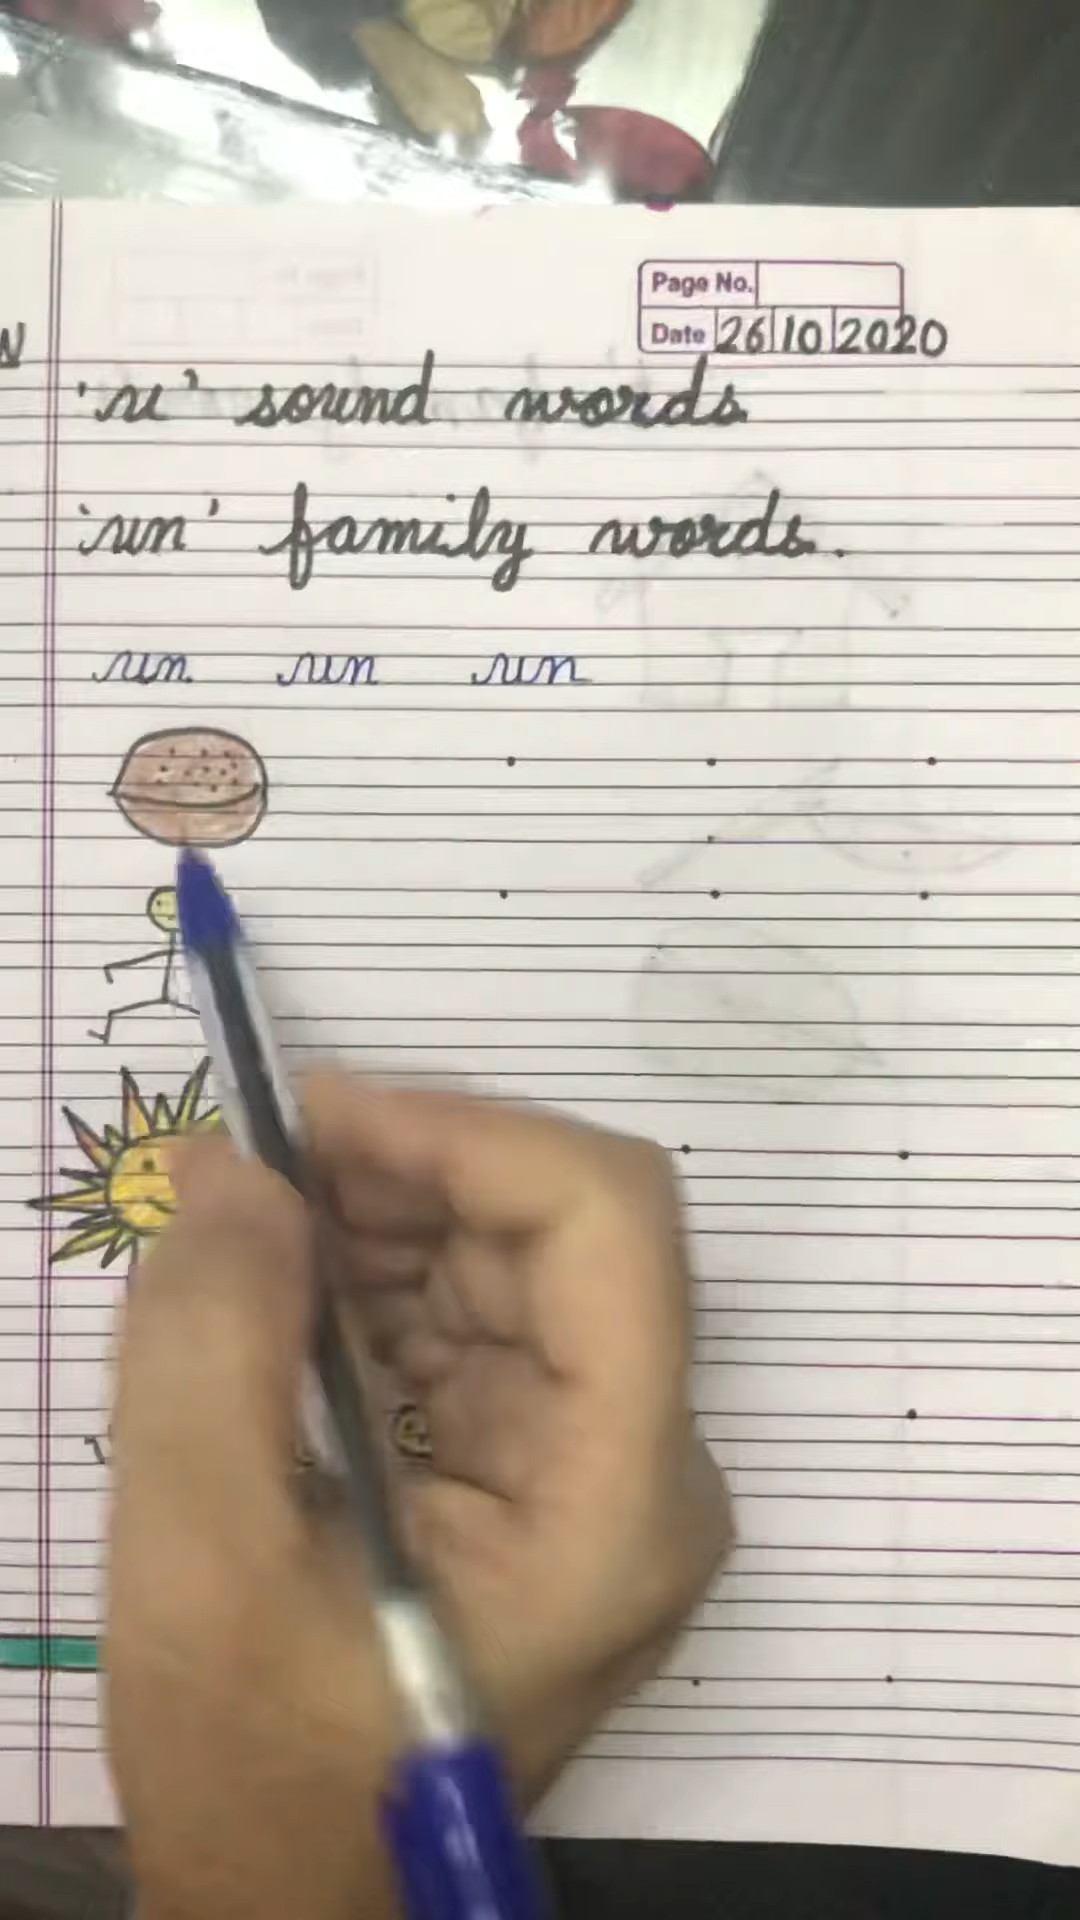 Page No.
Date 26 10 2020
'u' sound words.
'un' family words.
un un un